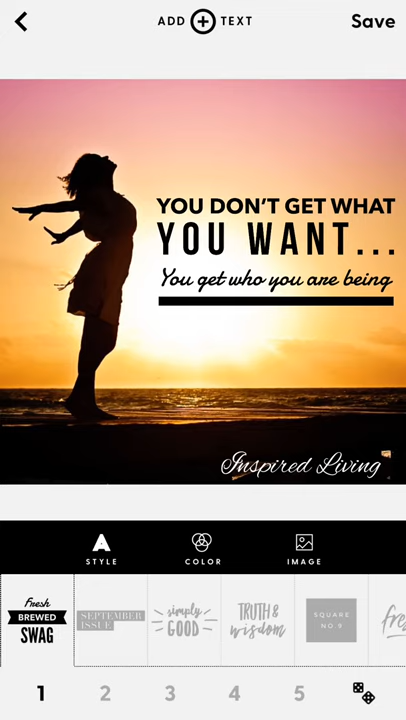 ADD + TEXT
Save
YOU DON'T GET WHAT
YOU WANT...
You get who you are being
Inspired Living
STYLE
COLOR
IMAGE
Fresh
BREWED
SWAG
SEPTEMBER
ISSUE
simply
GOOD
TRUTH &
wisdom
SQUARE
NO. 9
1 2 3 4 5